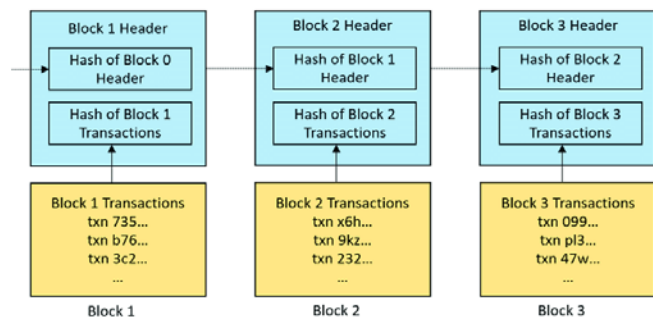 Block 1 Header
Hash of Block 0
Header
Hash of Block 1
Transactions
Block 1 Transactions
txn 735...
txn b76...
txn 3c2...
...
Block 1
Block 2 Header
Hash of Block 1
Header
Hash of Block 2
Transactions
Block 2 Transactions
txn x6h...
txn 9kz...
txn 232...
...
Block 2
Block 3 Header
Hash of Block 2
Header
Hash of Block 3
Transactions
Block 3 Transactions
txn 099...
txn pl3...
txn 47w...
...
Block 3